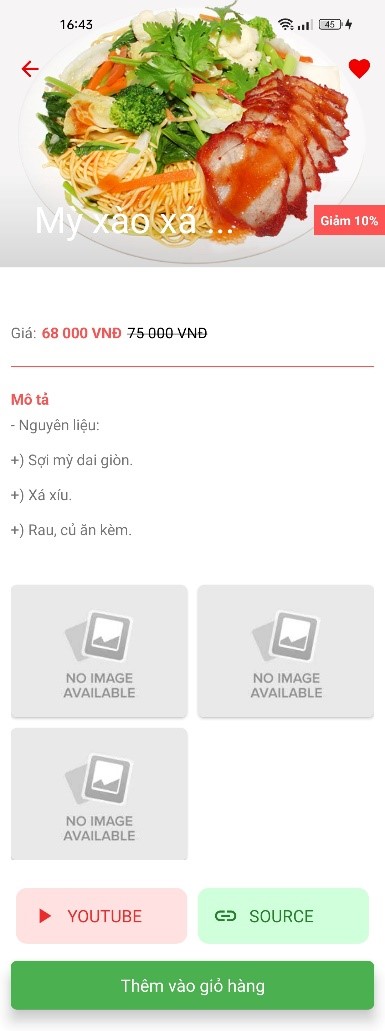 16:43
45
Mỳ xào xá ...
Giảm 10%
Giá: 68 000 VNĐ 75 000 VNĐ
Mô tả
- Nguyên liệu:
+) Sợi mỳ dai giòn.
+) Xá xíu.
+) Rau, củ ăn kèm.
NO IMAGE
AVAILABLE
NO IMAGE
AVAILABLE
NO IMAGE
AVAILABLE
YOUTUBE
SOURCE
Thêm vào giỏ hàng